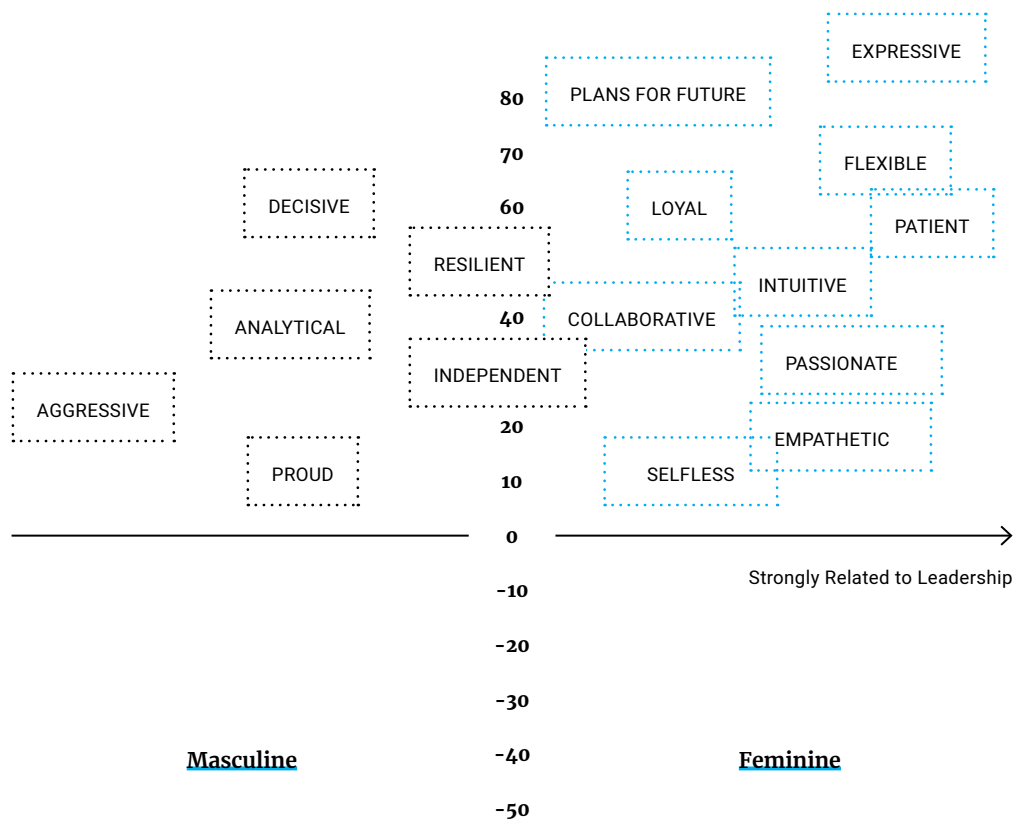 EXPRESSIVE
PLANS FOR FUTURE
80
70
FLEXIBLE
DECISIVE
60
LOYAL
PATIENT
RESILIENT
INTUITIVE
ANALYTICAL
40
COLLABORATIVE
PASSIONATE
INDEPENDENT
AGGRESSIVE
20
EMPATHETIC
PROUD
10
SELFLESS
0
Strongly Related to Leadership
-10
-20
-30
-40
Masculine
Feminine
-50